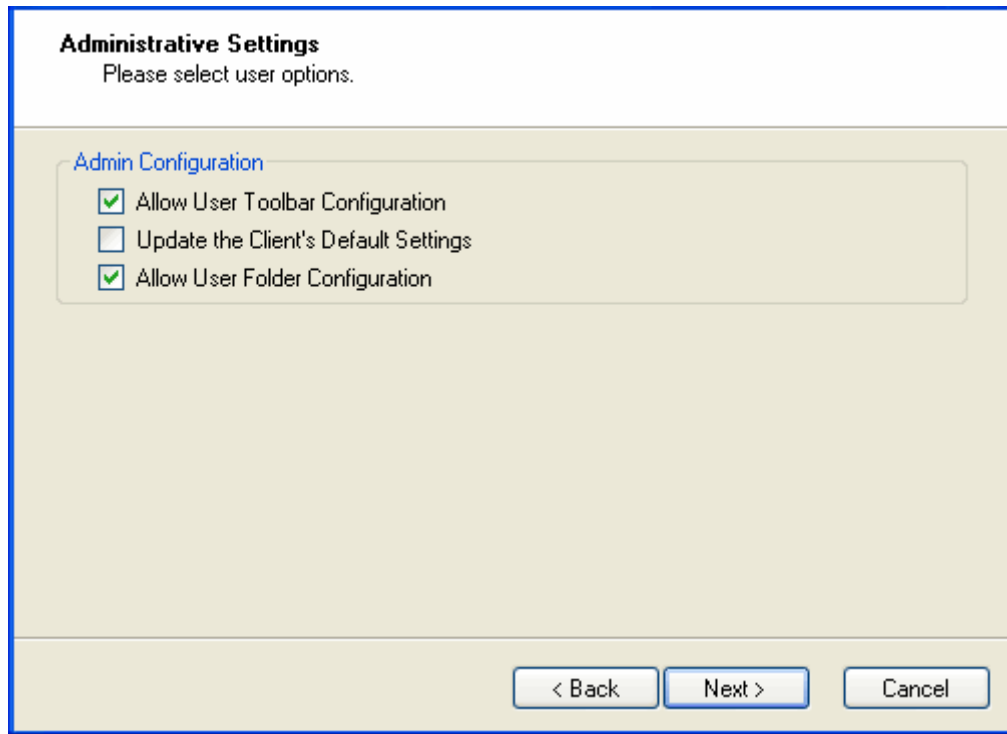 Administrative Settings
Please select user options.
Admin Configuration
Allow User Toolbar Configuration
Update the Client's Default Settings
Allow User Folder Configuration
< Back Next > Cancel